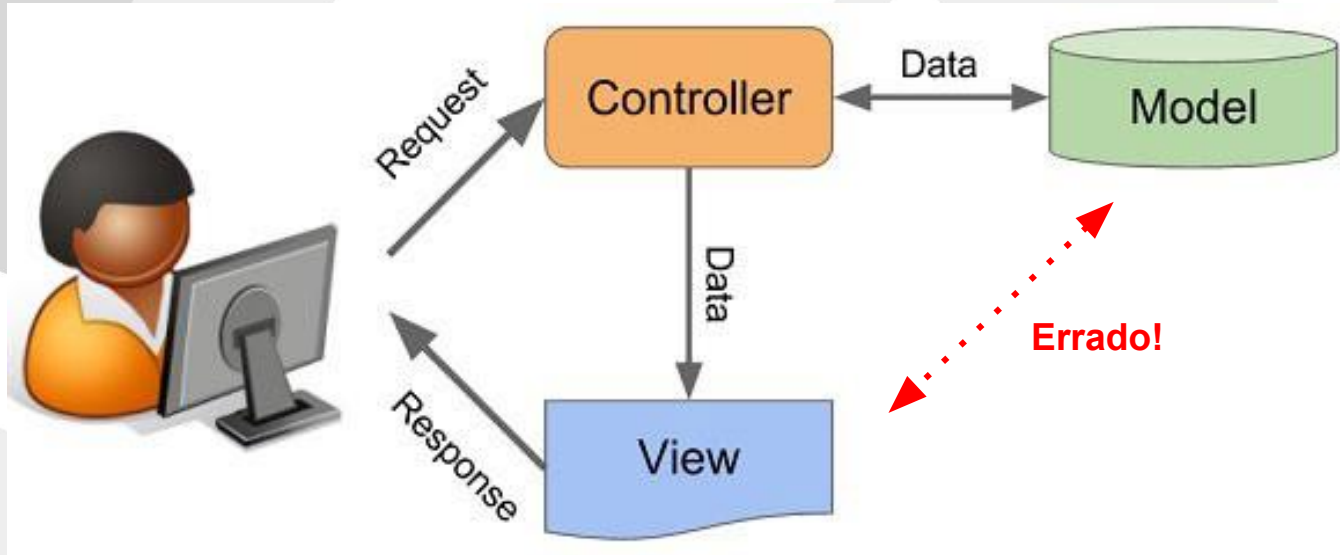 Request
Controller
Data
Model
Data
Errado!
Response
View